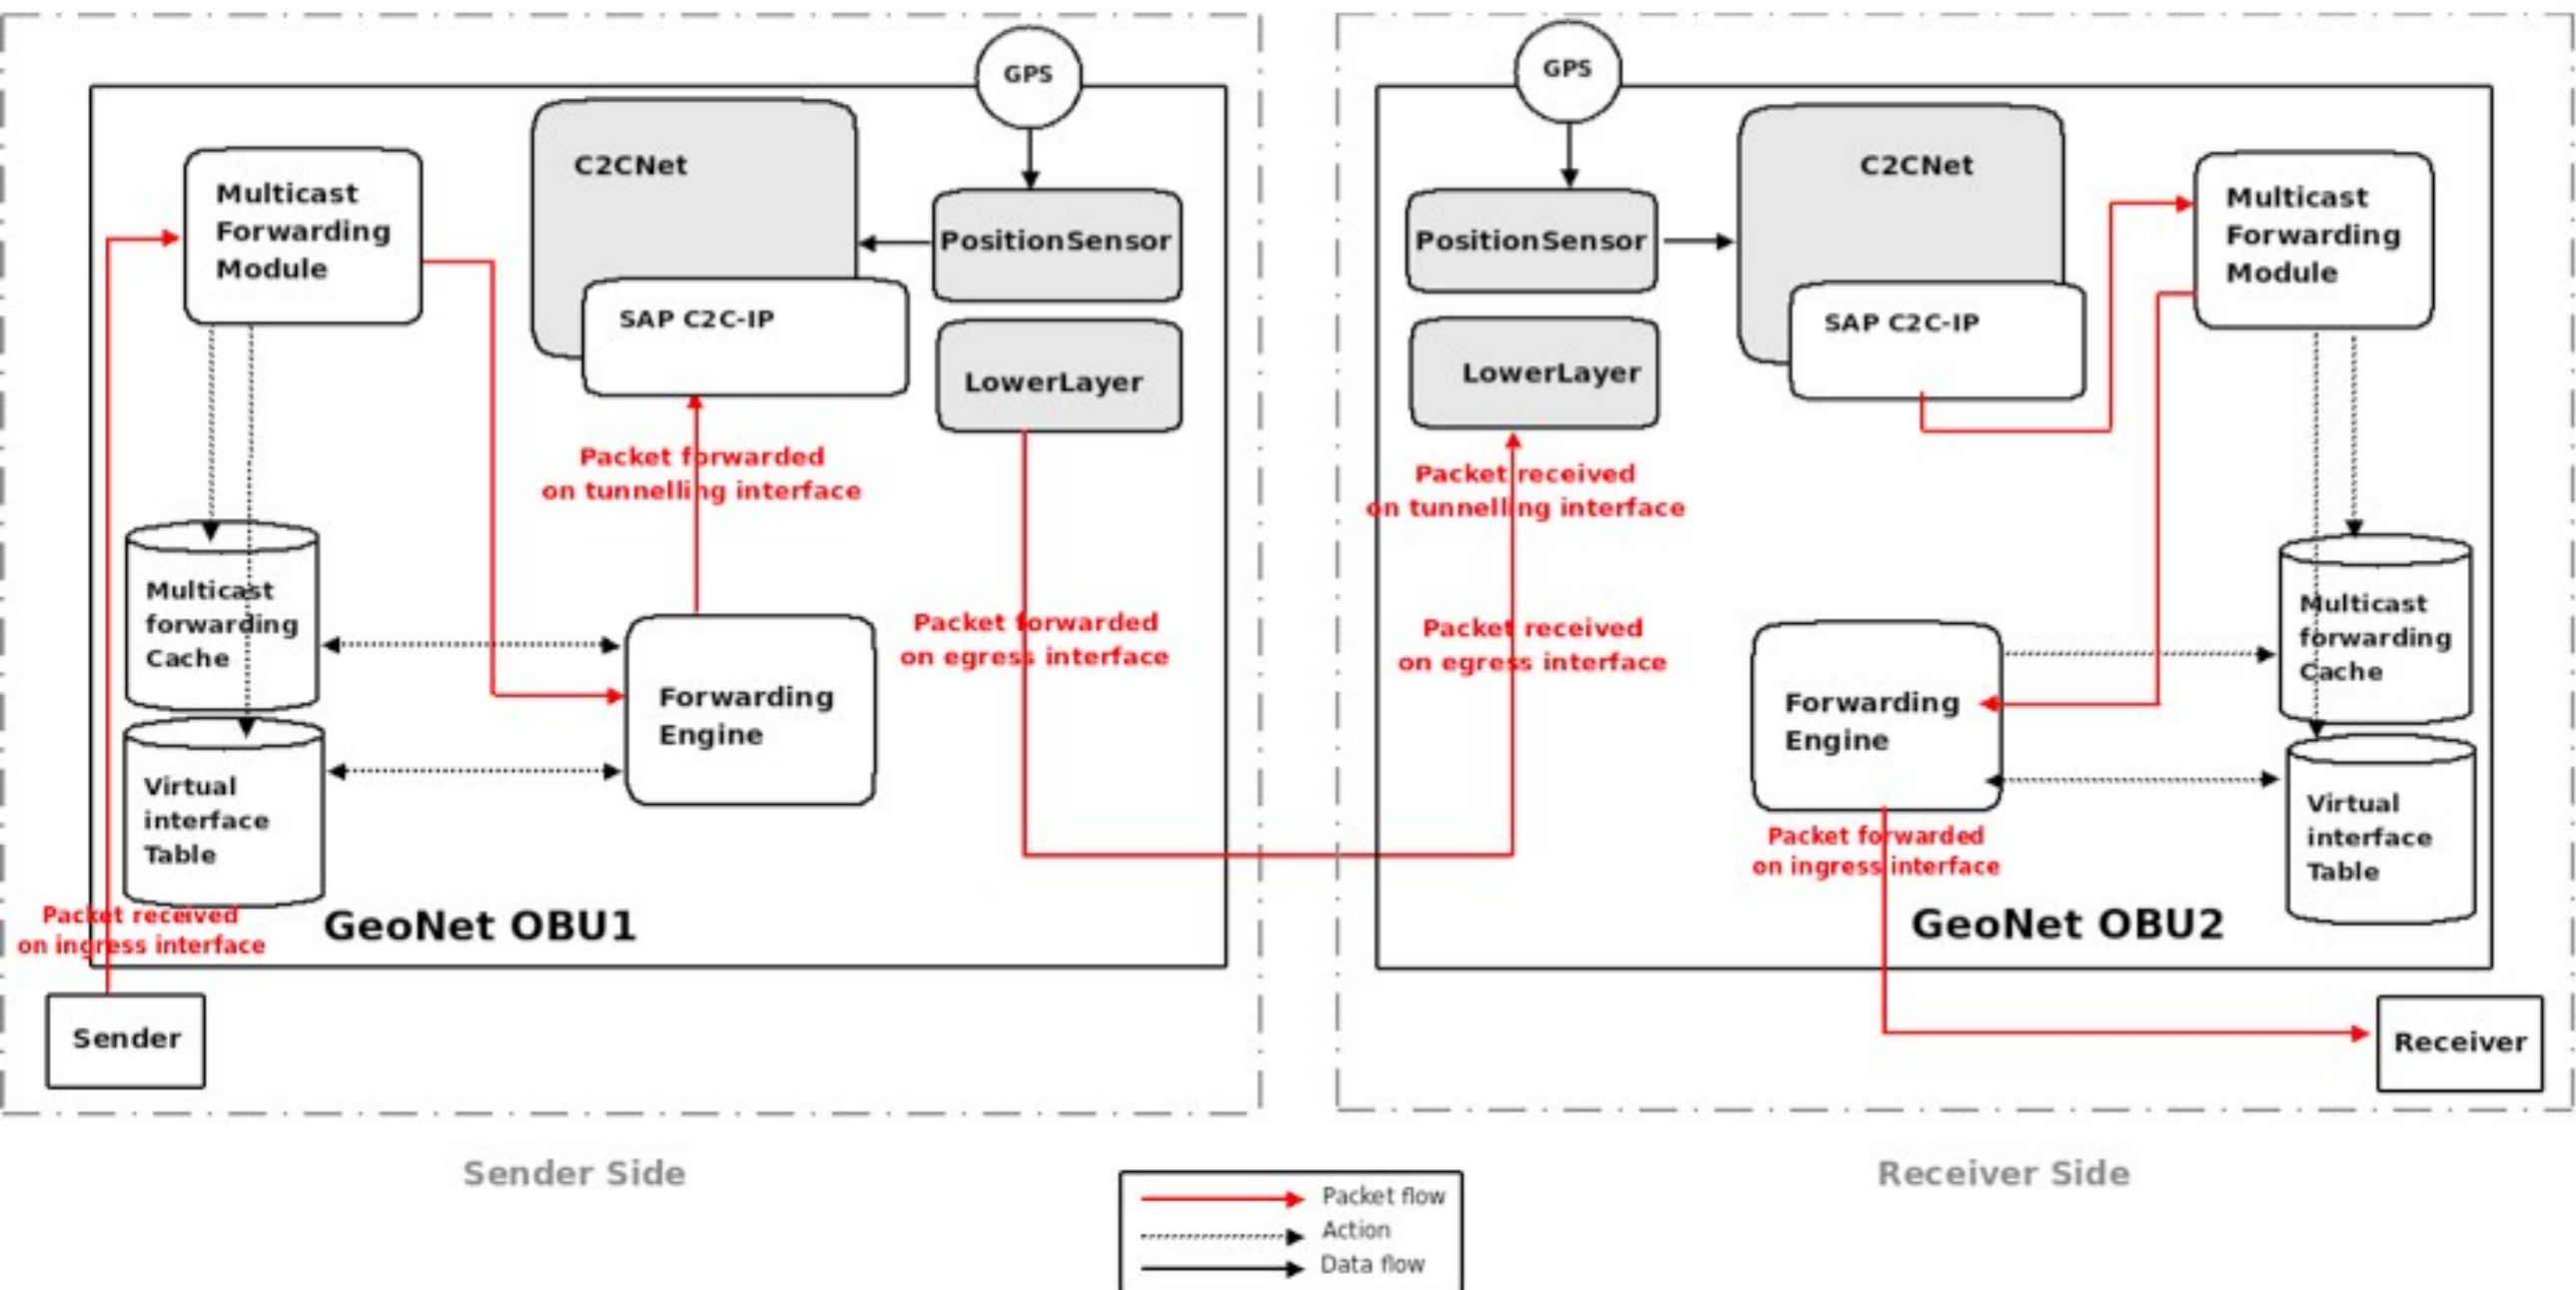 GPS
C2CNet
Multicast
Forwarding
Module
PositionSensor
SAP C2C-IP
LowerLayer
Packet forwarded
on tunnelling interface
Multicast
forwarding
Cache
Packet forwarded
on egress interface
Forwarding
Engine
Virtual
interface
Table
Packet received
on ingress interface
GeoNet OBU1
Sender
Sender Side
GPS
C2CNet
Multicast
Forwarding
Module
PositionSensor
SAP C2C-IP
LowerLayer
Packet received
on tunnelling interface
Multicast
forwarding
Cache
Packet received
on egress interface
Forwarding
Engine
Virtual
interface
Table
Packet forwarded
on ingress interface
GeoNet OBU2
Receiver
Receiver Side
Packet flow
Action
Data flow